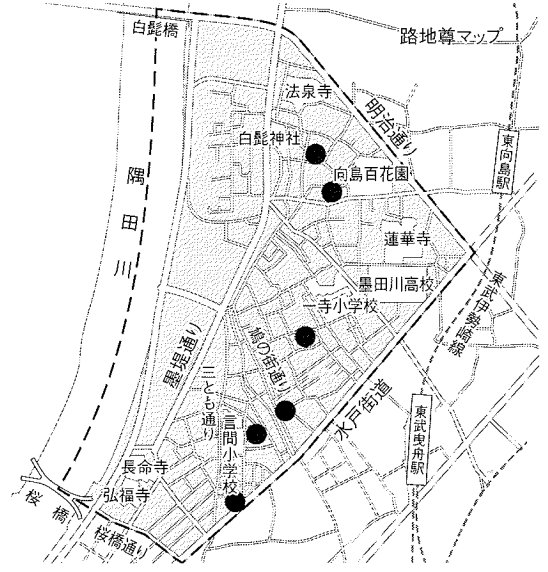 路地尊マップ
白髭橋
法泉寺
明治通り
白髭神社
東向島駅
向島百花園
隅田川
蓮華寺
墨田川高校
東武伊勢崎線
一寺小学校
墨堤通り
鳩の街通り
三とも通り
水戸街道
言問小学校
東武曳舟駅
長命寺
弘福寺
桜橋
桜橋通り